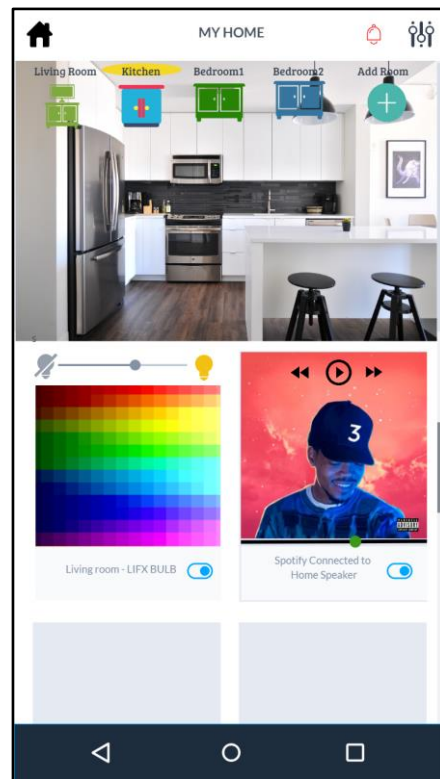 MY HOME
Living Room Kitchen Bedroom1 Bedroom2 Add Room
3
Living room - LIFX BULB
Spotify Connected to
Home Speaker